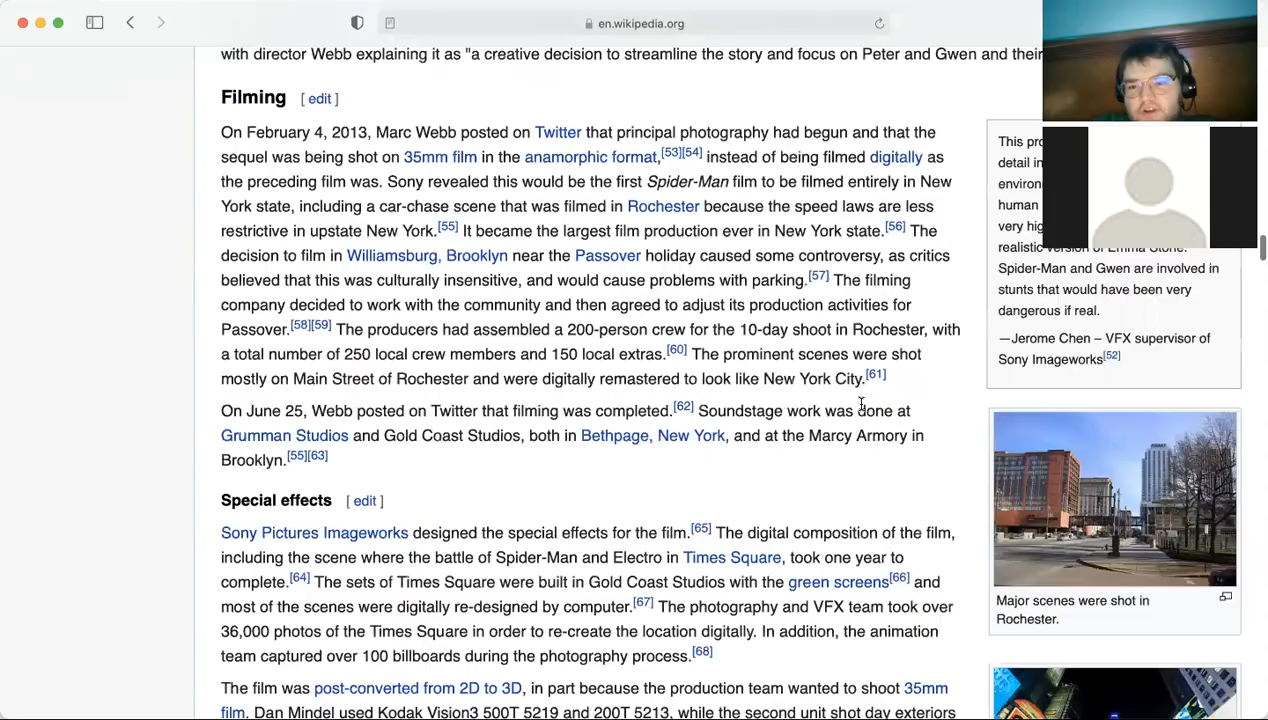 en.wikipedia.org
with director Webb explaining it as "a creative decision to streamline the story and focus on Peter and Gwen and their
Filming [ edit ]
On February 4, 2013, Marc Webb posted on Twitter that principal photography had begun and that the
sequel was being shot on 35mm film in the anamorphic format,[53][54] instead of being filmed digitally as
the preceding film was. Sony revealed this would be the first Spider-Man film to be filmed entirely in New
York state, including a car-chase scene that was filmed in Rochester because the speed laws are less
restrictive in upstate New York.[55] It became the largest film production ever in New York state.[56] The
decision to film in Williamsburg, Brooklyn near the Passover holiday caused some controversy, as critics
believed that this was culturally insensitive, and would cause problems with parking.[57] The filming
company decided to work with the community and then agreed to adjust its production activities for
Passover.[58][59] The producers had assembled a 200-person crew for the 10-day shoot in Rochester, with
a total number of 250 local crew members and 150 local extras.[60] The prominent scenes were shot
mostly on Main Street of Rochester and were digitally remastered to look like New York City.[61]
On June 25, Webb posted on Twitter that filming was completed.[62] Soundstage work was done at
Grumman Studios and Gold Coast Studios, both in Bethpage, New York, and at the Marcy Armory in
Brooklyn.[55][63]
Special effects [ edit ]
Sony Pictures Imageworks designed the special effects for the film.[65] The digital composition of the film,
including the scene where the battle of Spider-Man and Electro in Times Square, took one year to
complete.[64] The sets of Times Square were built in Gold Coast Studios with the green screens[66] and
most of the scenes were digitally re-designed by computer.[67] The photography and VFX team took over
36,000 photos of the Times Square in order to re-create the location digitally. In addition, the animation
team captured over 100 billboards during the photography process.[68]
The film was post-converted from 2D to 3D, in part because the production team wanted to shoot 35mm
film. Dan Mindel used Kodak Vision3 500T 5219 and 200T 5213, while the second unit shot day exteriors
This
detail in
human
very
realistic version of Emma Stone.
Spider-Man and Gwen are involved in
stunts that would have been very
dangerous if real.
—Jerome Chen – VFX supervisor of
Sony Imageworks[52]
Major scenes were shot in
Rochester.